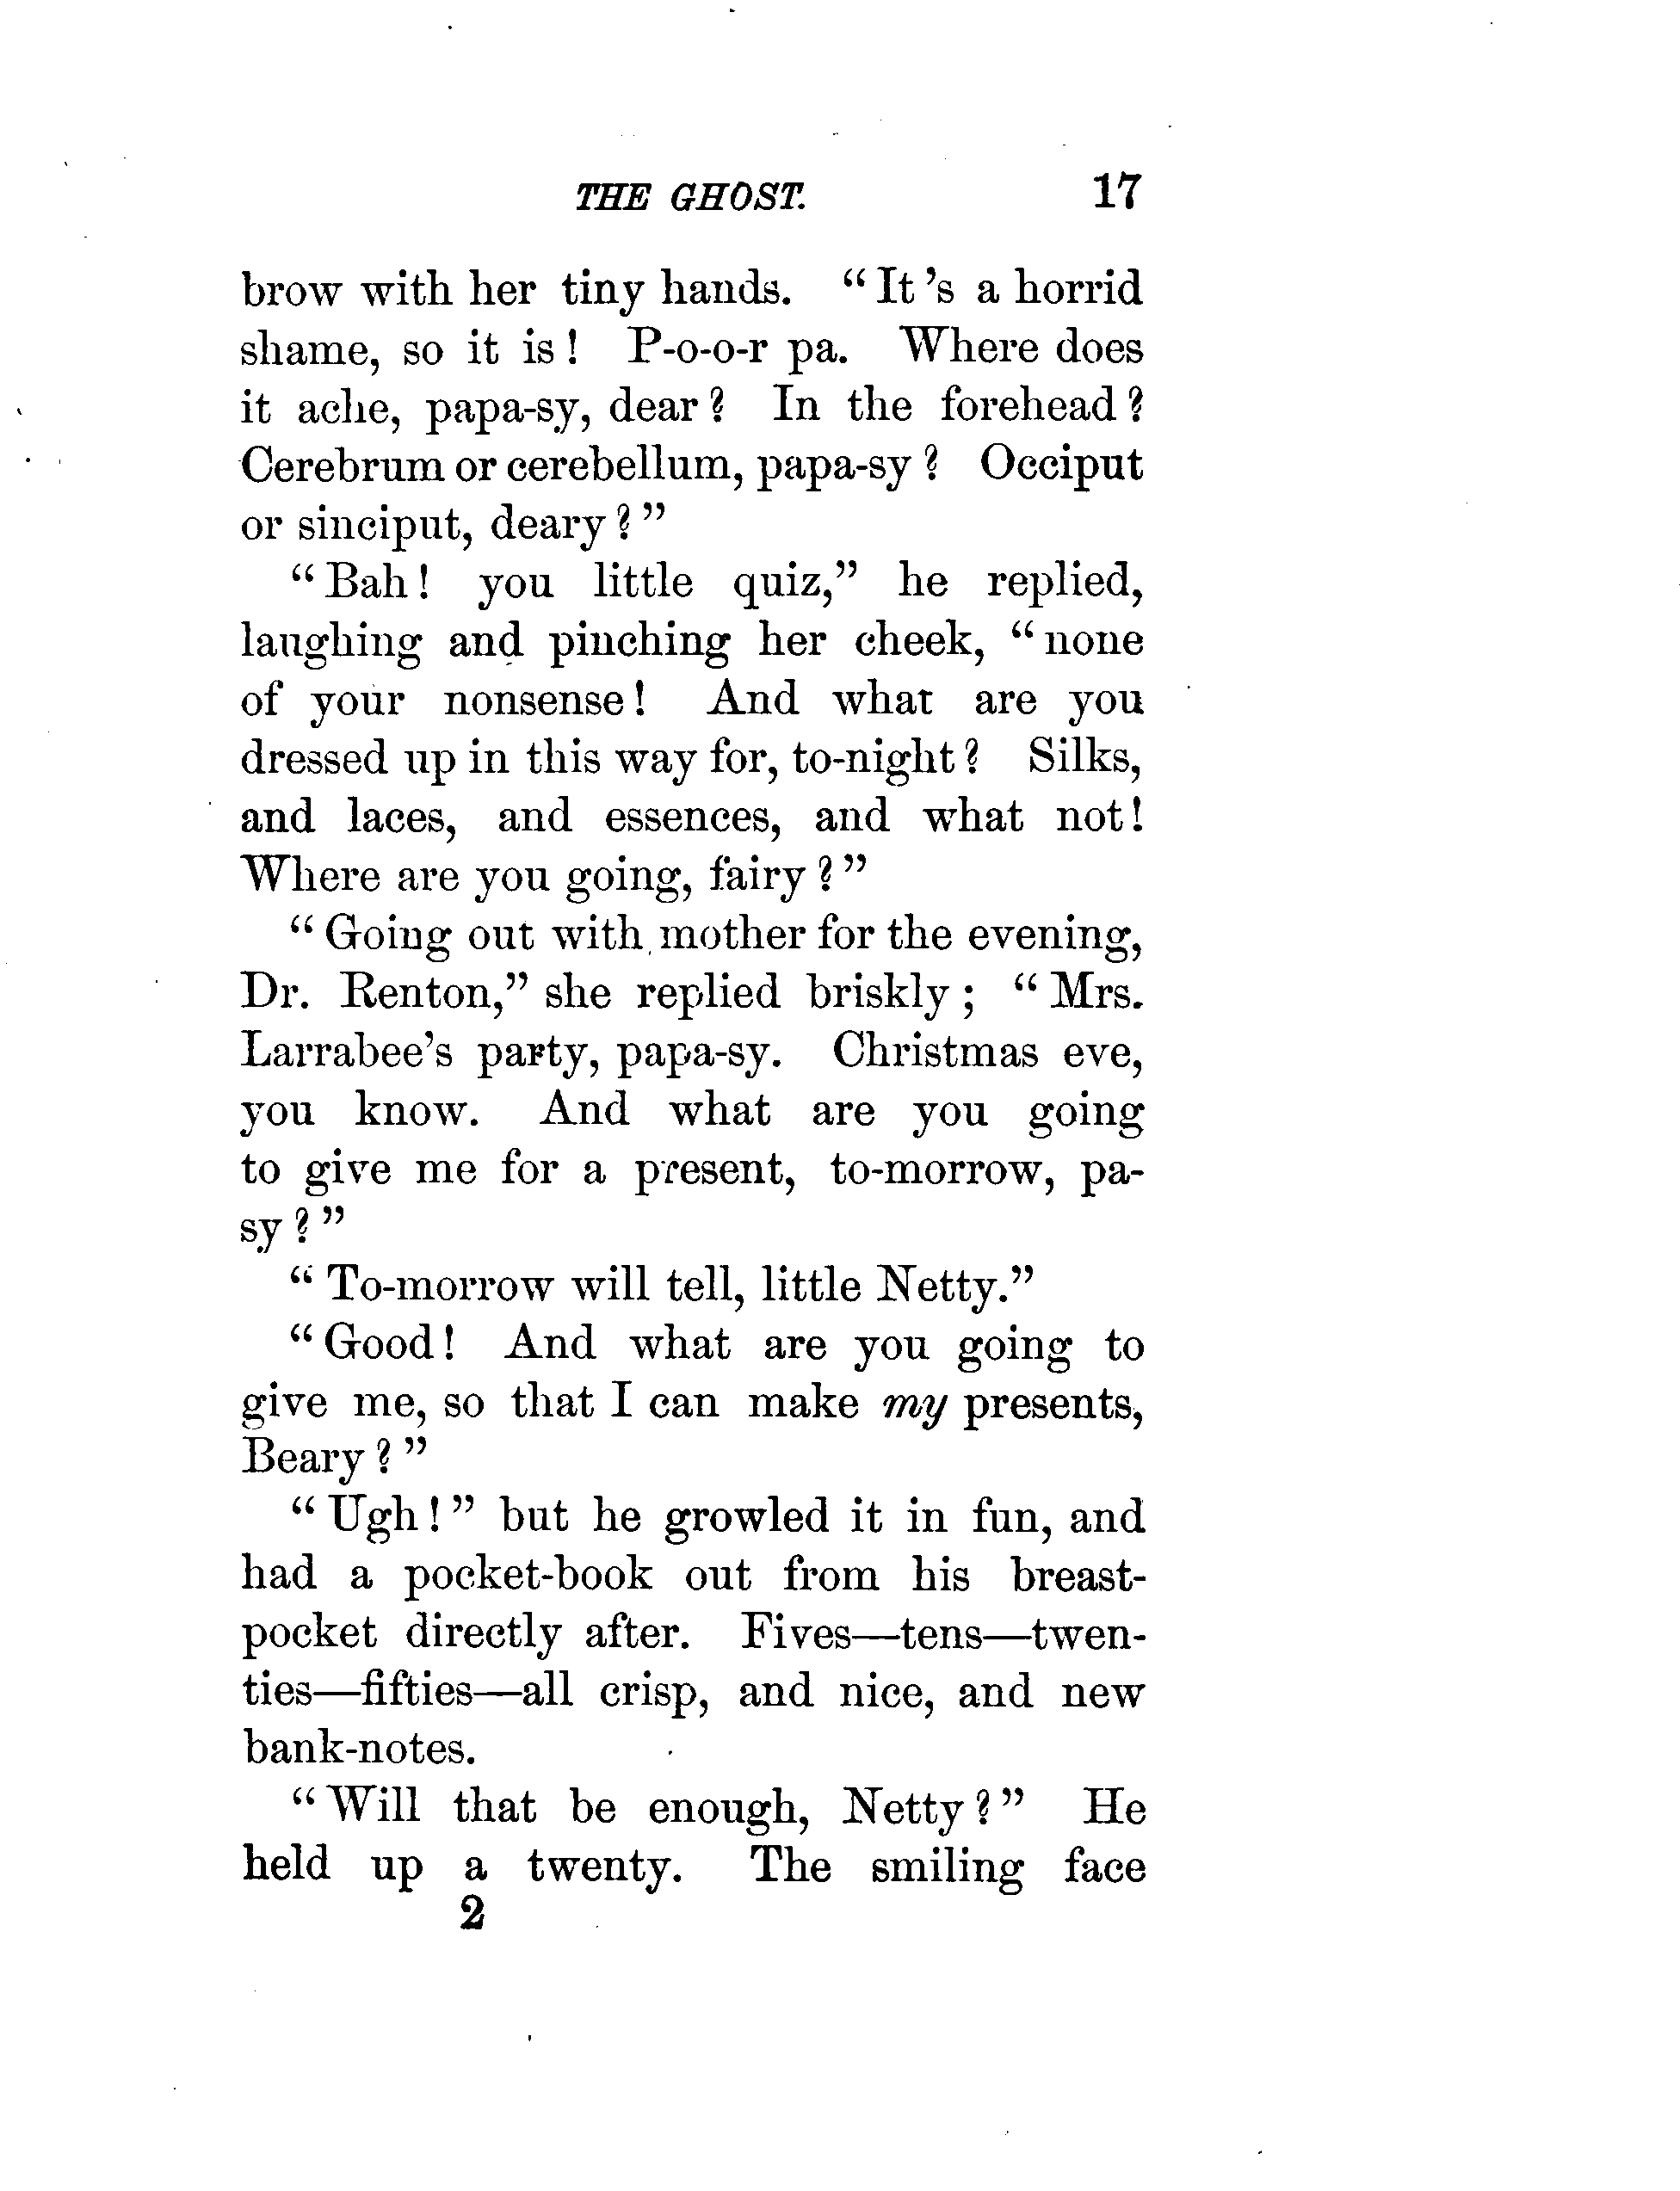 THE GHOST. 17
brow with her tiny hands. "It's a horrid
shame, so it is! P-o-o-r pa. Where does
it ache, papa-sy, dear? In the forehead?
Cerebrum or cerebellum, papa-sy? Occiput
or sinciput, deary?"
"Bah! you little quiz," he replied,
laughing and pinching her cheek, "none
of your nonsense! And what are you
dressed up in this way for, to-night? Silks,
and laces, and essences, and what not!
Where are you going, fairy?"
"Going out with mother for the evening,
Dr. Renton," she replied briskly; "Mrs.
Larrabee's party, papa-sy. Christmas eve,
you know. And what are you going
to give me for a present, to-morrow, pa-
sy?"
"To-morrow will tell, little Netty."
"Good! And what are you going to
give me, so that I can make my presents,
Beary?"
"Ugh!" but he growled it in fun, and
had a pocket-book out from his breast-
pocket directly after. Fives—tens—twen-
ties—fifties—all crisp, and nice, and new
bank-notes.
"Will that be enough, Netty?" He
held up a twenty. The smiling face
2